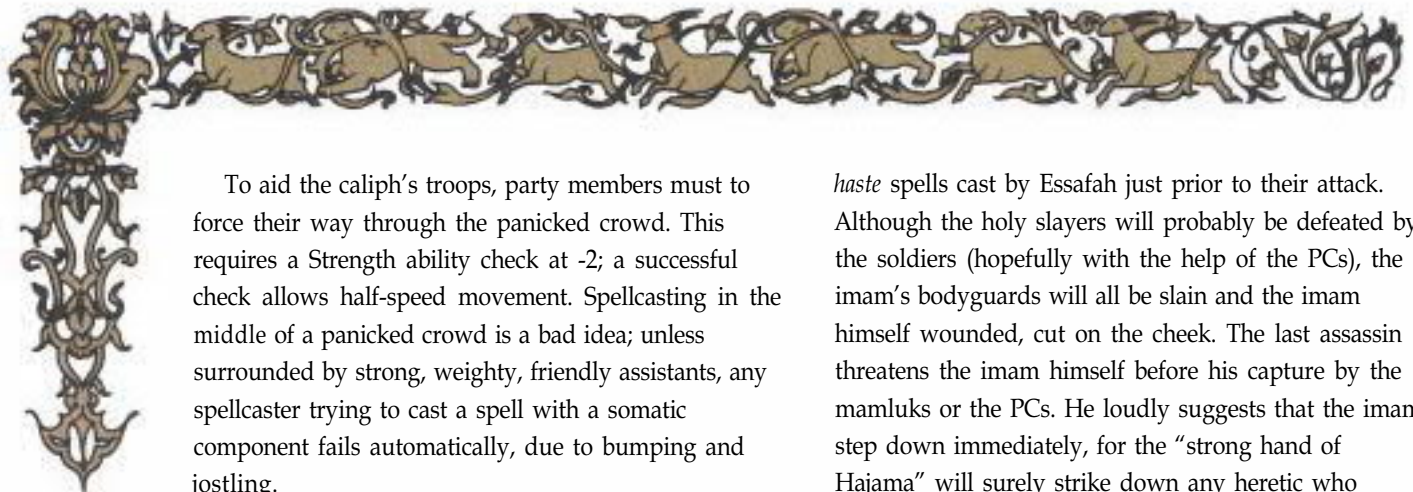 To aid the caliph’s troops, party members must to
force their way through the panicked crowd. This
requires a Strength ability check at -2; a successful
check allows half-speed movement. Spellcasting in the
middle of a panicked crowd is a bad idea; unless
surrounded by strong, weighty, friendly assistants, any
spellcaster trying to cast a spell with a somatic
component fails automatically, due to bumping and
jostling.
haste spells cast by Essafah just prior to their attack.
Although the holy slayers will probably be defeated by
the soldiers (hopefully with the help of the PCs), the
imam’s bodyguards will all be slain and the imam
himself wounded, cut on the cheek. The last assassin
threatens the imam himself before his capture by the
mamluks or the PCs. He loudly suggests that the imam
step down immediately, for the “strong hand of
Hajama” will surely strike down any heretic who